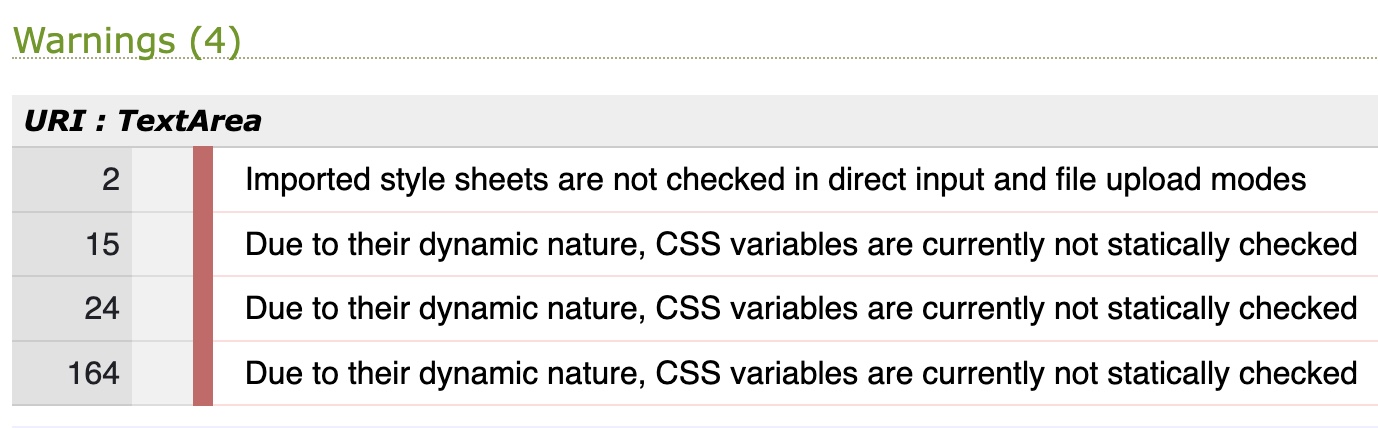 Warnings (4)
URI : TextArea
2 Imported style sheets are not checked in direct input and file upload modes
15 Due to their dynamic nature, CSS variables are currently not statically checked
24 Due to their dynamic nature, CSS variables are currently not statically checked
164 Due to their dynamic nature, CSS variables are currently not statically checked